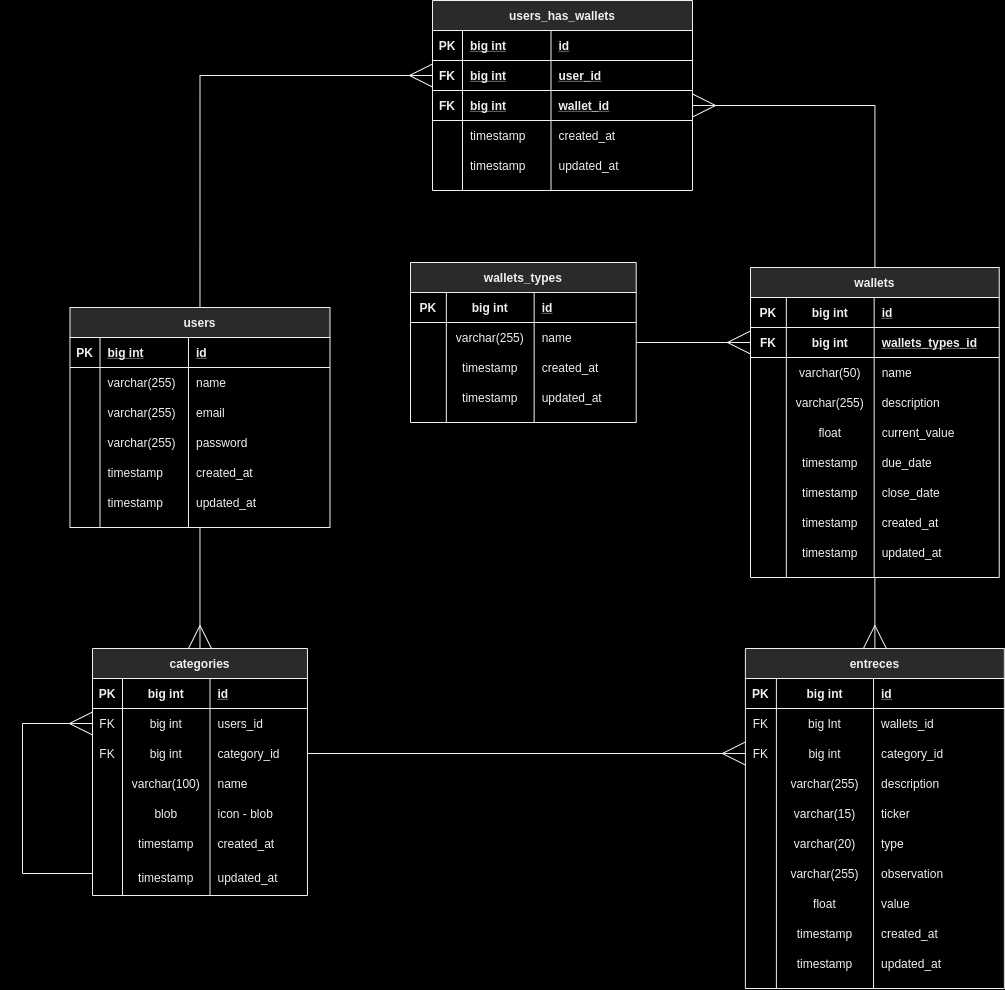 users_has_wallets
PK big int id
FK big int user_id
FK big int wallet_id
timestamp created_at
timestamp updated_at
wallets_types
PK big int id
varchar(255) name
timestamp created_at
timestamp updated_at
wallets
PK big int id
FK big int wallets_types_id
varchar(50) name
varchar(255) description
float current_value
timestamp due_date
timestamp close_date
timestamp created_at
timestamp updated_at
users
PK big int id
varchar(255) name
varchar(255) email
varchar(255) password
timestamp created_at
timestamp updated_at
categories
PK big int id
FK big int users_id
FK big int category_id
varchar(100) name
blob icon - blob
timestamp created_at
timestamp updated_at
entreces
PK big int id
FK big Int wallets_id
FK big int category_id
varchar(255) description
varchar(15) ticker
varchar(20) type
varchar(255) observation
float value
timestamp created_at
timestamp updated_at